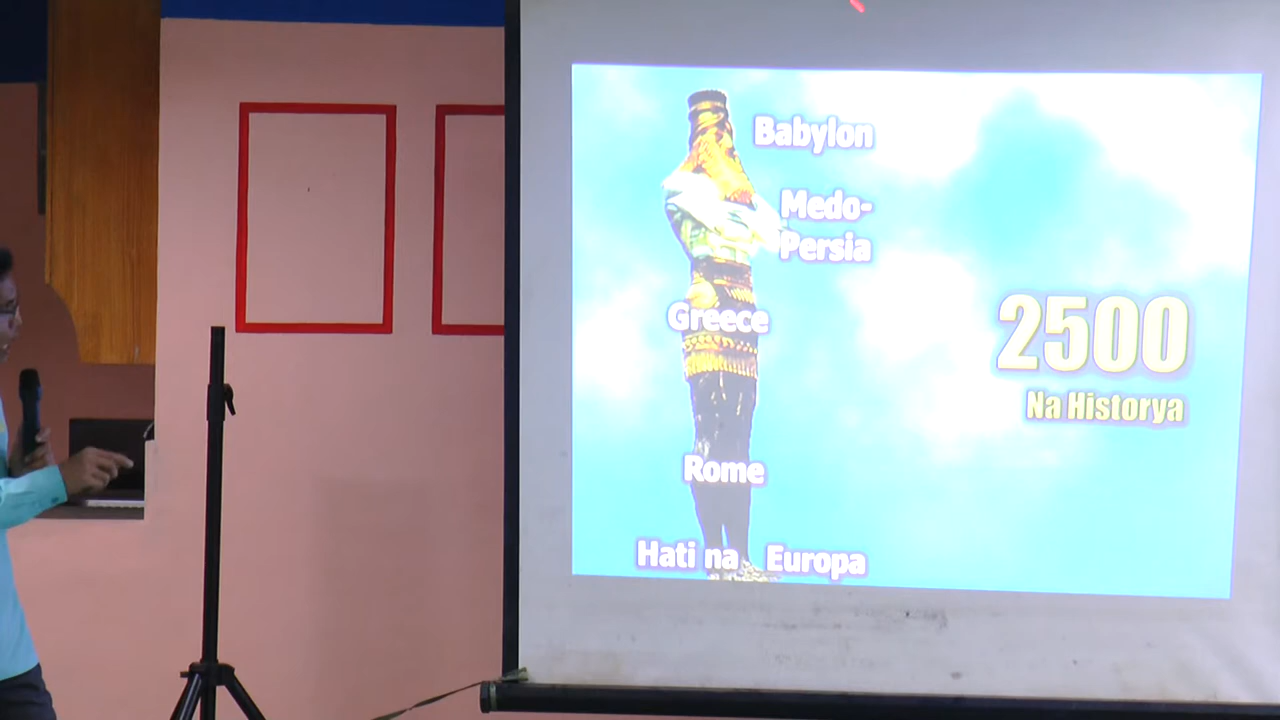 Babylon
Medo-
Persia
Greece
2500
Na Historya
Rome
Hati na Europa